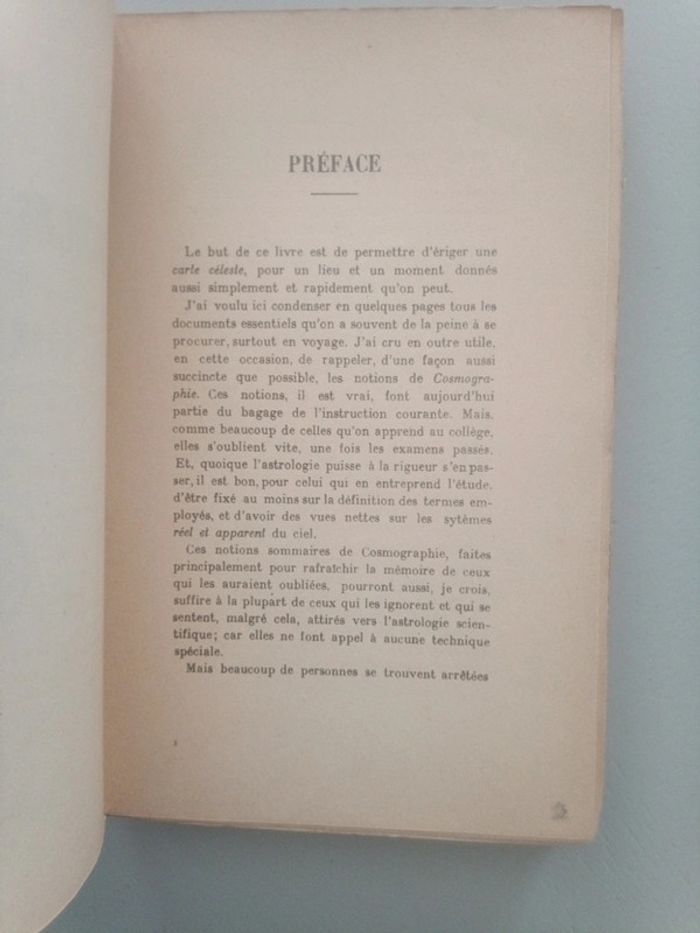 PRÉFACE
Le but de ce livre est de permettre d'ériger une
carte céleste, pour un lieu et un moment donnés
aussi simplement et rapidement qu'on peut.
J'ai voulu ici condenser en quelques pages tous les
documents essentiels qu'on a souvent de la peine à se
procurer, surtout en voyage. J'ai cru en outre utile,
en cette occasion, de rappeler, d'une façon aussi
succincte que possible, les notions de Cosmogra-
phie. Ces notions, il est vrai, font aujourd'hui
partie du bagage de l'instruction courante. Mais,
comme beaucoup de celles qu'on apprend au collège,
elles s'oublient vite, une fois les examens passés.
Et, quoique l'astrologie puisse à la rigueur s'en pas-
ser, il est bon, pour celui qui en entreprend l'étude,
d'être fixé au moins sur la définition des termes em-
ployés, et d'avoir des vues nettes sur les sytèmes
réel et apparent du ciel.
Ces notions sommaires de Cosmographie, faites
principalement pour rafraîchir la mémoire de ceux
qui les auraient oubliées, pourront aussi, je crois,
suffire à la plupart de ceux qui les ignorent et qui se
sentent, malgré cela, attirés vers l'astrologie scien-
tifique; car elles ne font appel à aucune technique
spéciale.
Mais beaucoup de personnes se trouvent arrêtées